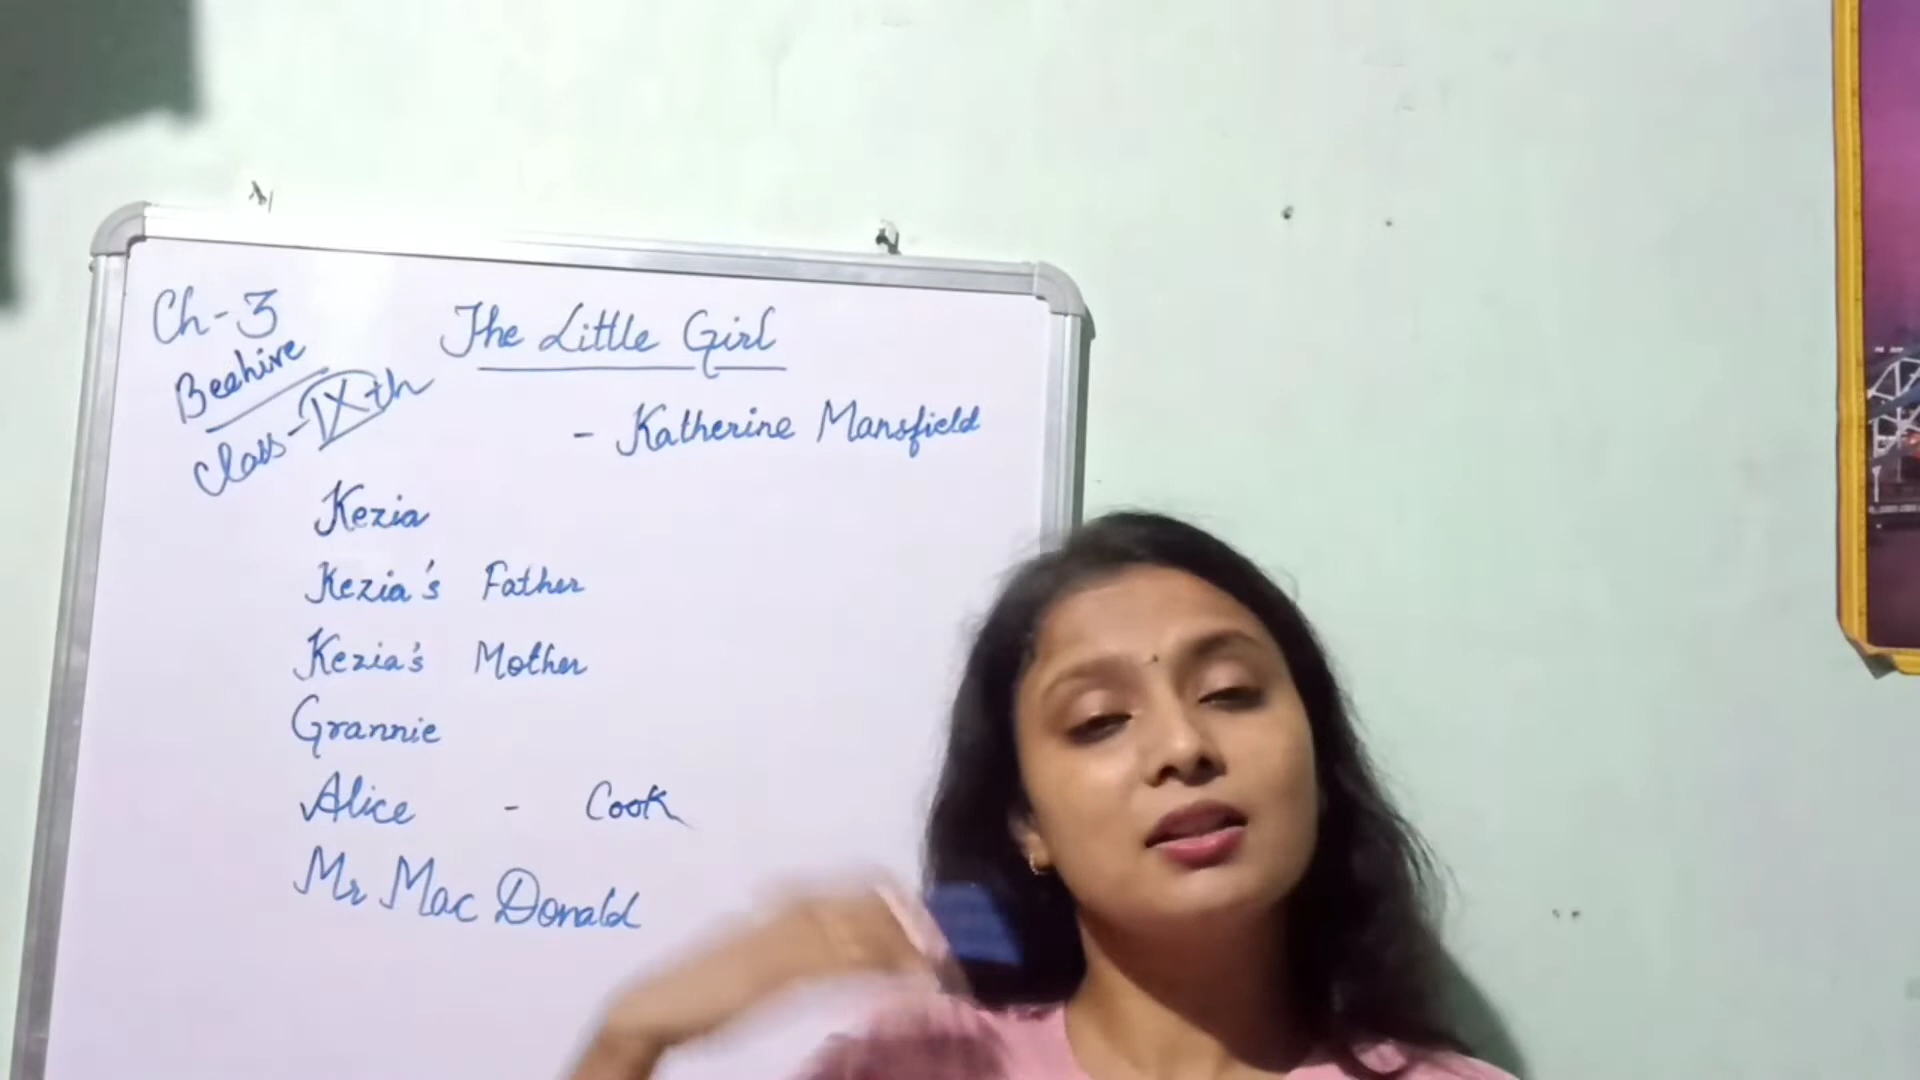 Ch-3
Beehive
Class-IXth
The Little Girl
- Katherine Mansfield
Kezia
Kezia's Father
Kezia's Mother
Grannie
Alice - Cook
Mr Mac Donald